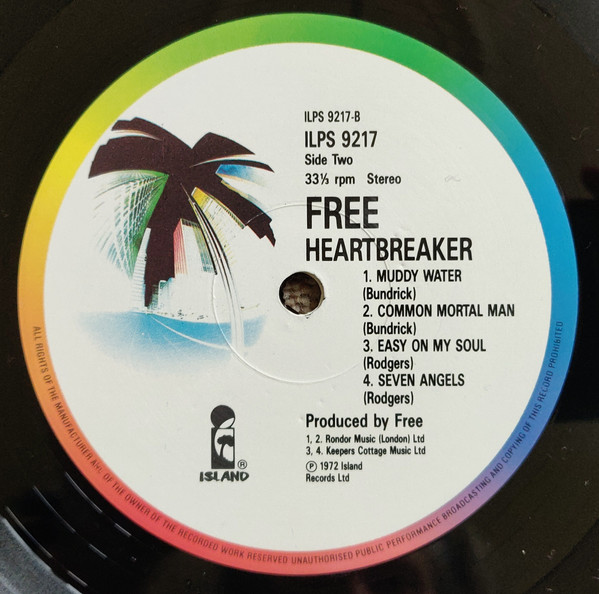 ILPS 9217-B
ILPS 9217
Side Two
33⅓ rpm Stereo
FREE
HEARTBREAKER
1. MUDDY WATER
(Bundrick)
2. COMMON MORTAL MAN
(Bundrick)
3. EASY ON MY SOUL
(Rodgers)
4. SEVEN ANGELS
(Rodgers)
Produced by Free
1, 2. Rondor Music (London) Ltd
3, 4. Keepers Cottage Music Ltd
℗ 1972 Island
Records Ltd
ISLAND®
ALL RIGHTS OF THE MANUFACTURER AND OF THE OWNER OF THE RECORDED WORK RESERVED UNAUTHORISED PUBLIC PERFORMANCE BROADCASTING AND COPYING OF THIS RECORD PROHIBITED